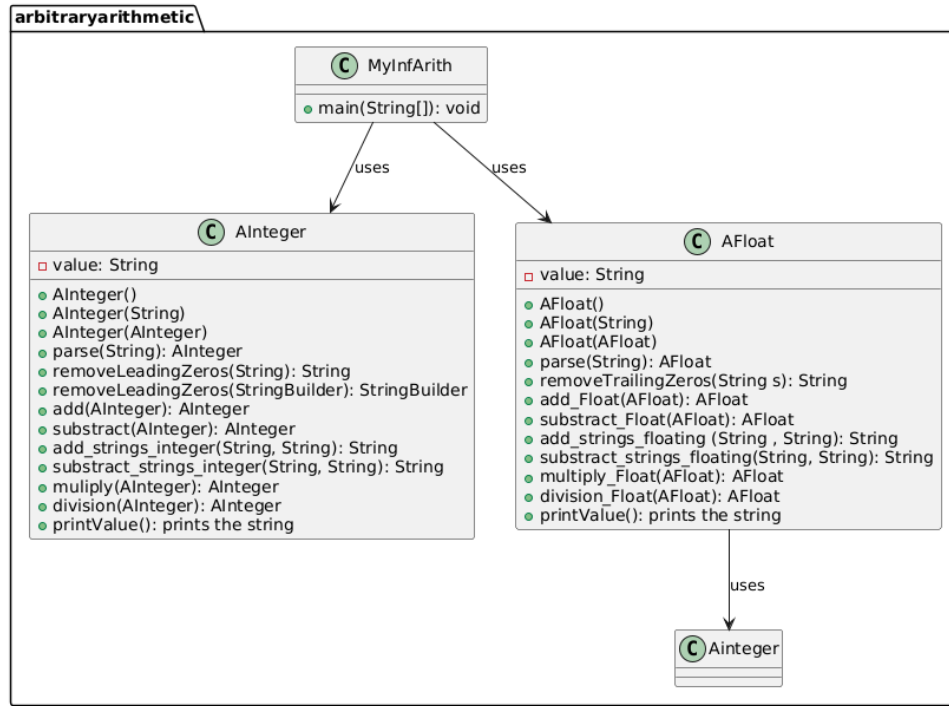 arbitraryarithmetic
C MyInfArith
main(String[]): void
uses
uses
C AInteger
value: String
AInteger()
AInteger(String)
AInteger(AInteger)
parse(String): AInteger
removeLeadingZeros(String): String
removeLeadingZeros(StringBuilder): StringBuilder
add(AInteger): AInteger
substract(AInteger): AInteger
add_strings_integer(String, String): String
substract_strings_integer(String, String): String
muliply(AInteger): AInteger
division(AInteger): AInteger
printValue(): prints the string
C AFloat
value: String
AFloat()
AFloat(String)
AFloat(AFloat)
parse(String): AFloat
removeTrailingZeros(String s): String
add_Float(AFloat): AFloat
substract_Float(AFloat): AFloat
add_strings_floating (String , String): String
substract_strings_floating(String, String): String
multiply_Float(AFloat): AFloat
division_Float(AFloat): AFloat
printValue(): prints the string
uses
C Ainteger